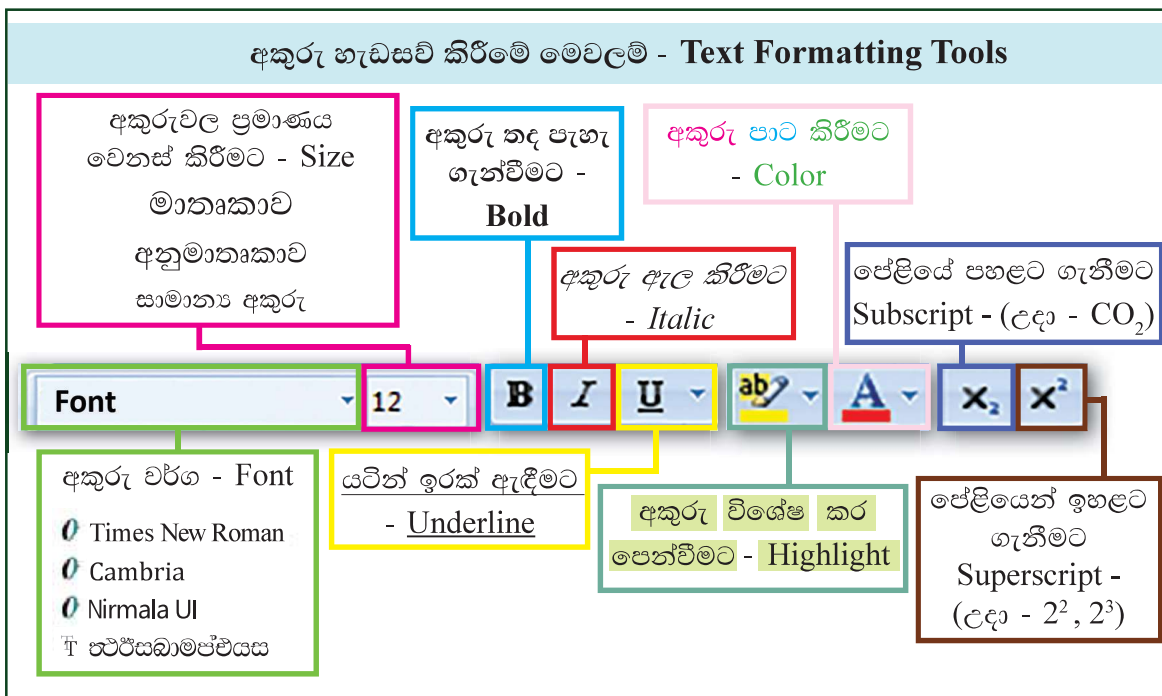 අකුරු හැඩසව් කිරීමේ මෙවලම් - Text Formatting Tools
අකුරුවල ප්‍රමාණය
වෙනස් කිරීමට - Size
මාතෘකාව
අනුමාතෘකාව
සාමාන්‍ය අකුරු
අකුරු තද පැහැ
ගැන්වීමට -
Bold
අකුරු පාට කිරීමට
- Color
අකුරු ඇල කිරීමට
- Italic
පේළියේ පහළට ගැනීමට
Subscript - (උදා - CO₂)
Font
12
B
I
U
ab
A
X₂
X²
අකුරු වර්ග - Font
Times New Roman
Cambria
Nirmala UI
යටින් ඉරක් ඇඳීමට
- Underline
අකුරු විශේෂ කර
පෙන්වීමට - Highlight
පේළියෙන් ඉහළට
ගැනීමට
Superscript -
(උදා - 2², 2³)